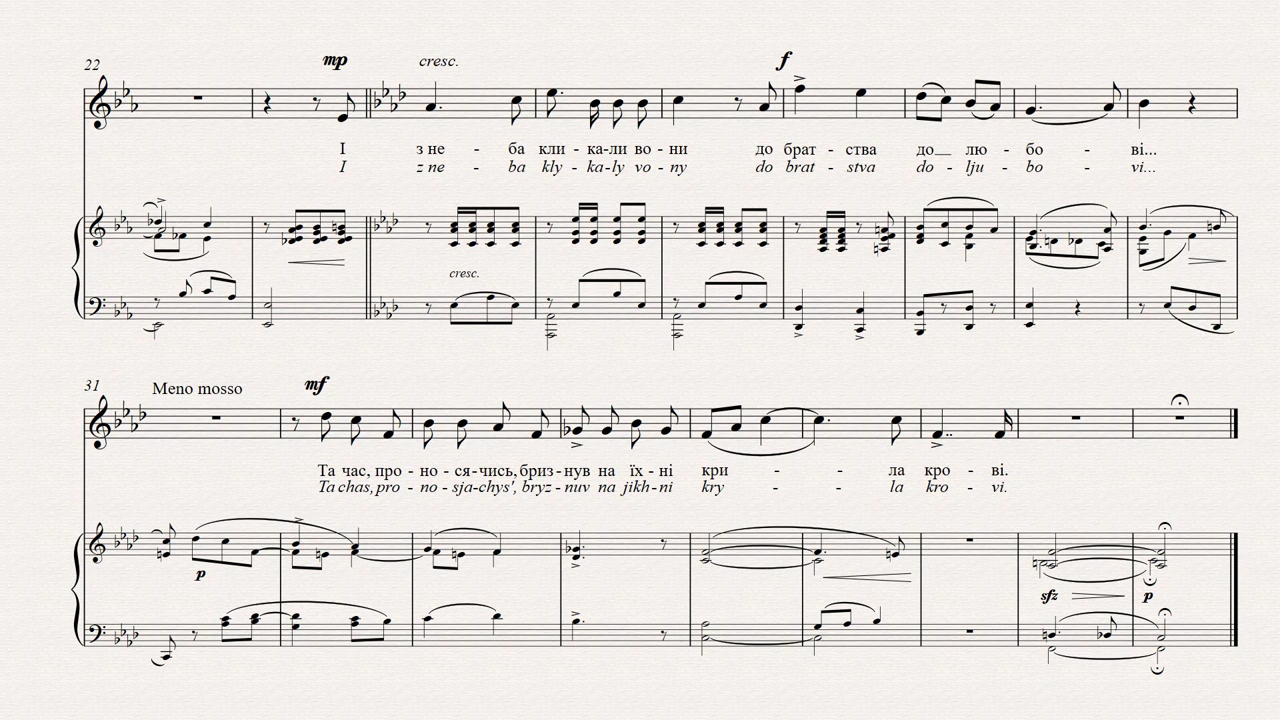 22 mp cresc. f
І з не - ба кли - ка-ли во - ни до брат - ства до__ лю - бо - ві...
I z ne - ba kly - ka-ly vo - ny do brat - stva do - lju - bo - vi...
cresc.
31 Meno mosso mf
Та час, про - но - ся-чись, бриз-нув на їх-ні кри - - ла кро - ві.
Ta chas, pro - no - sja-chys', bryz - nuv na jikh-ni kry - - la kro - vi.
p sfz p